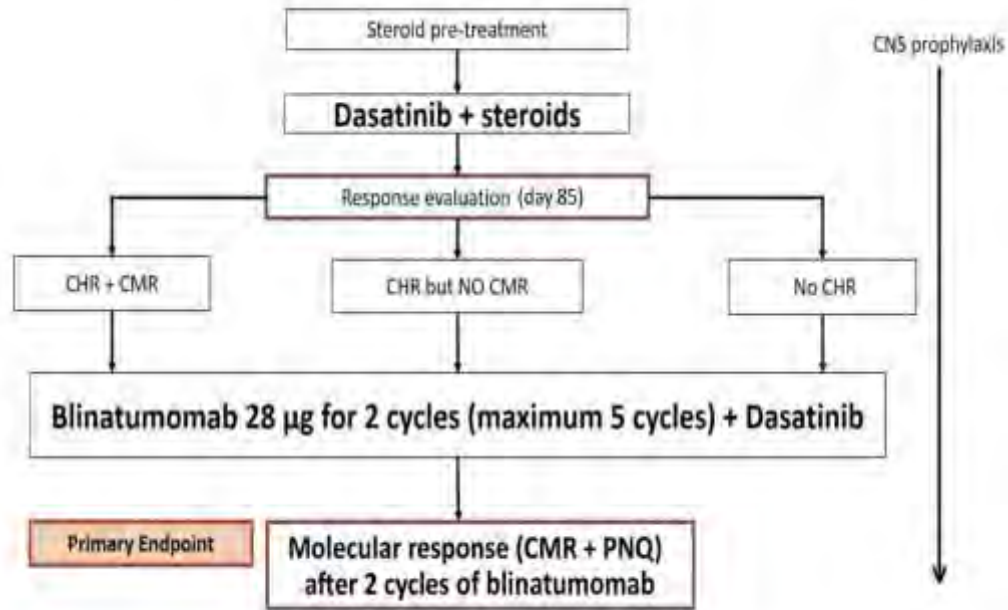 Steroid pre-treatment
CNS prophylaxis
Dasatinib + steroids
Response evaluation (day 85)
CHR + CMR
CHR but NO CMR
No CHR
Blinatumomab 28 µg for 2 cycles (maximum 5 cycles) + Dasatinib
Primary Endpoint
Molecular response (CMR + PNQ)
after 2 cycles of blinatumomab